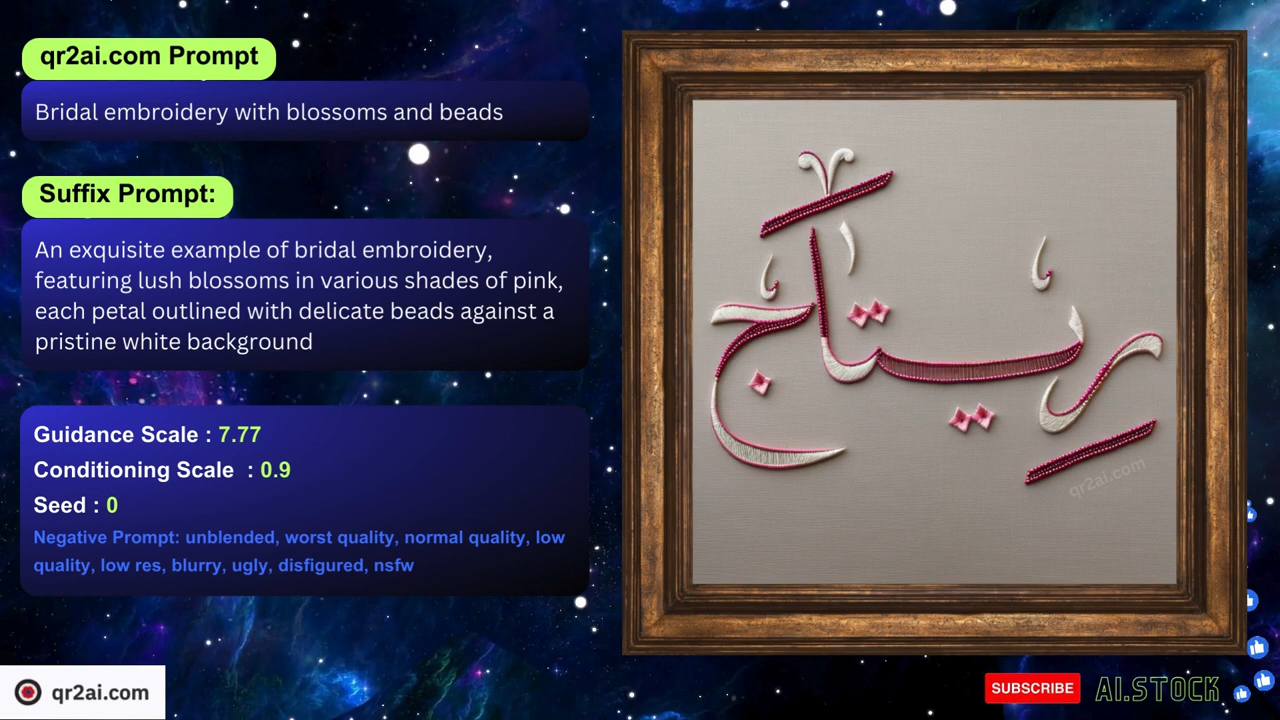 qr2ai.com Prompt
Bridal embroidery with blossoms and beads
Suffix Prompt:
An exquisite example of bridal embroidery,
featuring lush blossoms in various shades of pink,
each petal outlined with delicate beads against a
pristine white background
Guidance Scale : 7.77
Conditioning Scale : 0.9
Seed : 0
Negative Prompt: unblended, worst quality, normal quality, low
quality, low res, blurry, ugly, disfigured, nsfw
qr2ai.com
ريتاج
qr2ai.com
SUBSCRIBE
AI.STOCK